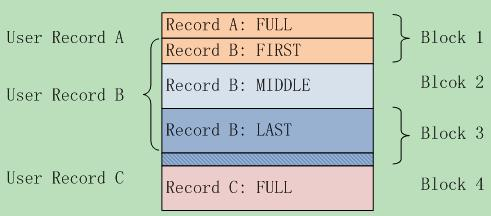 User Record A
Record A: FULL
Record B: FIRST
Block 1
User Record B
Record B: MIDDLE
Blcok 2
Record B: LAST
Block 3
User Record C
Record C: FULL
Block 4